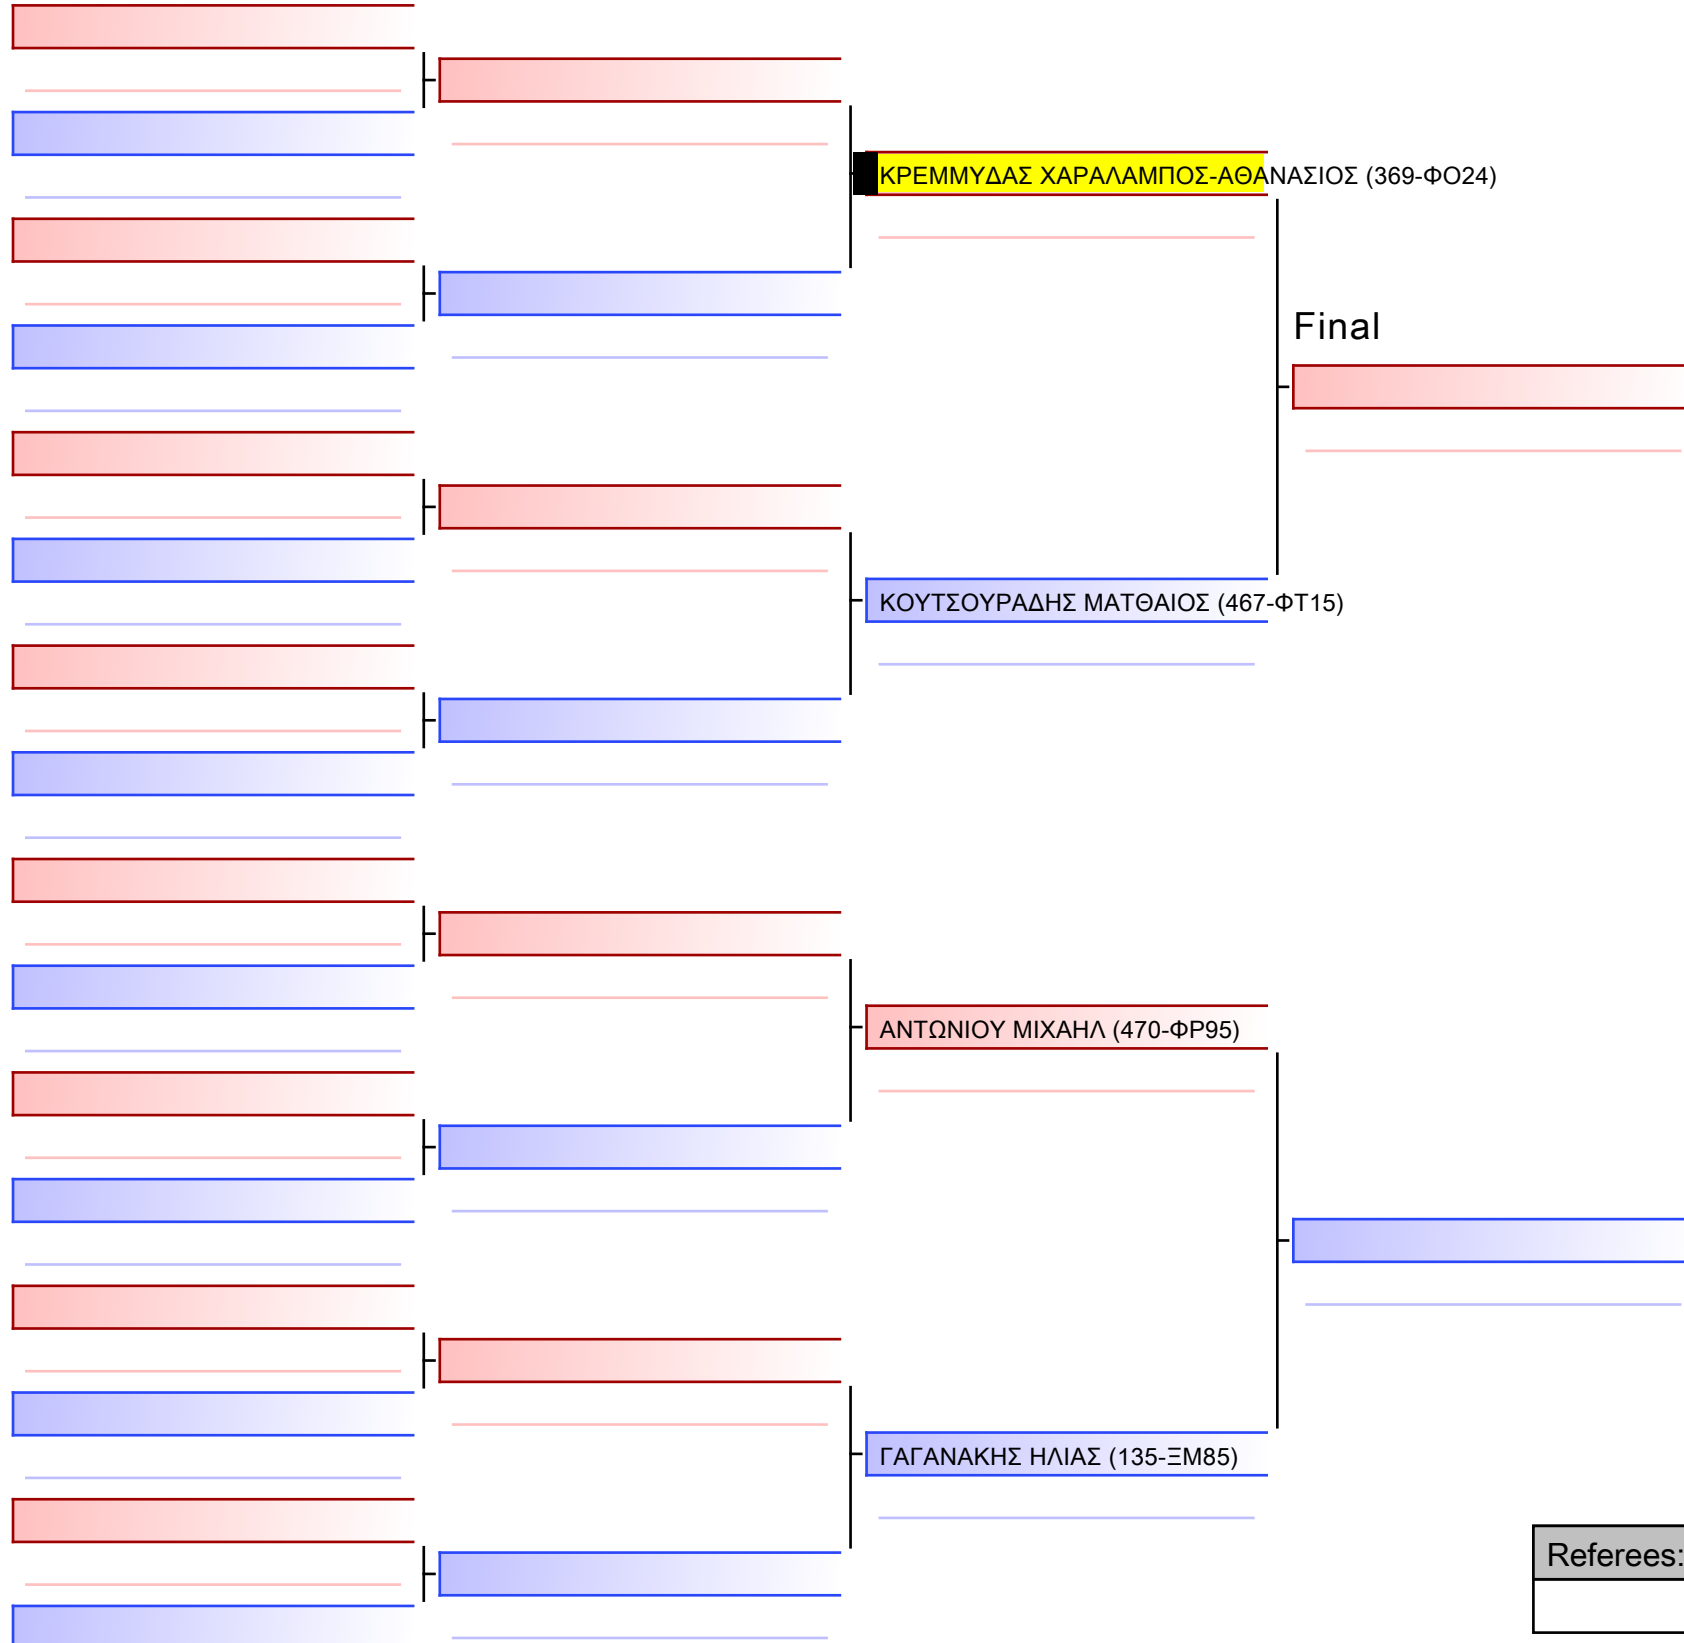 ΚΡΕΜΜΥΔΑΣ ΧΑΡΑΛΑΜΠΟΣ-ΑΘΑΝΑΣΙΟΣ (369-ΦΟ24)
Final
ΚΟΥΤΣΟΥΡΑΔΗΣ ΜΑΤΘΑΙΟΣ (467-ΦΤ15)
ΑΝΤΩΝΙΟΥ ΜΙΧΑΗΛ (470-ΦΡ95)
ΓΑΓΑΝΑΚΗΣ ΗΛΙΑΣ (135-ΞΜ85)
Referees: